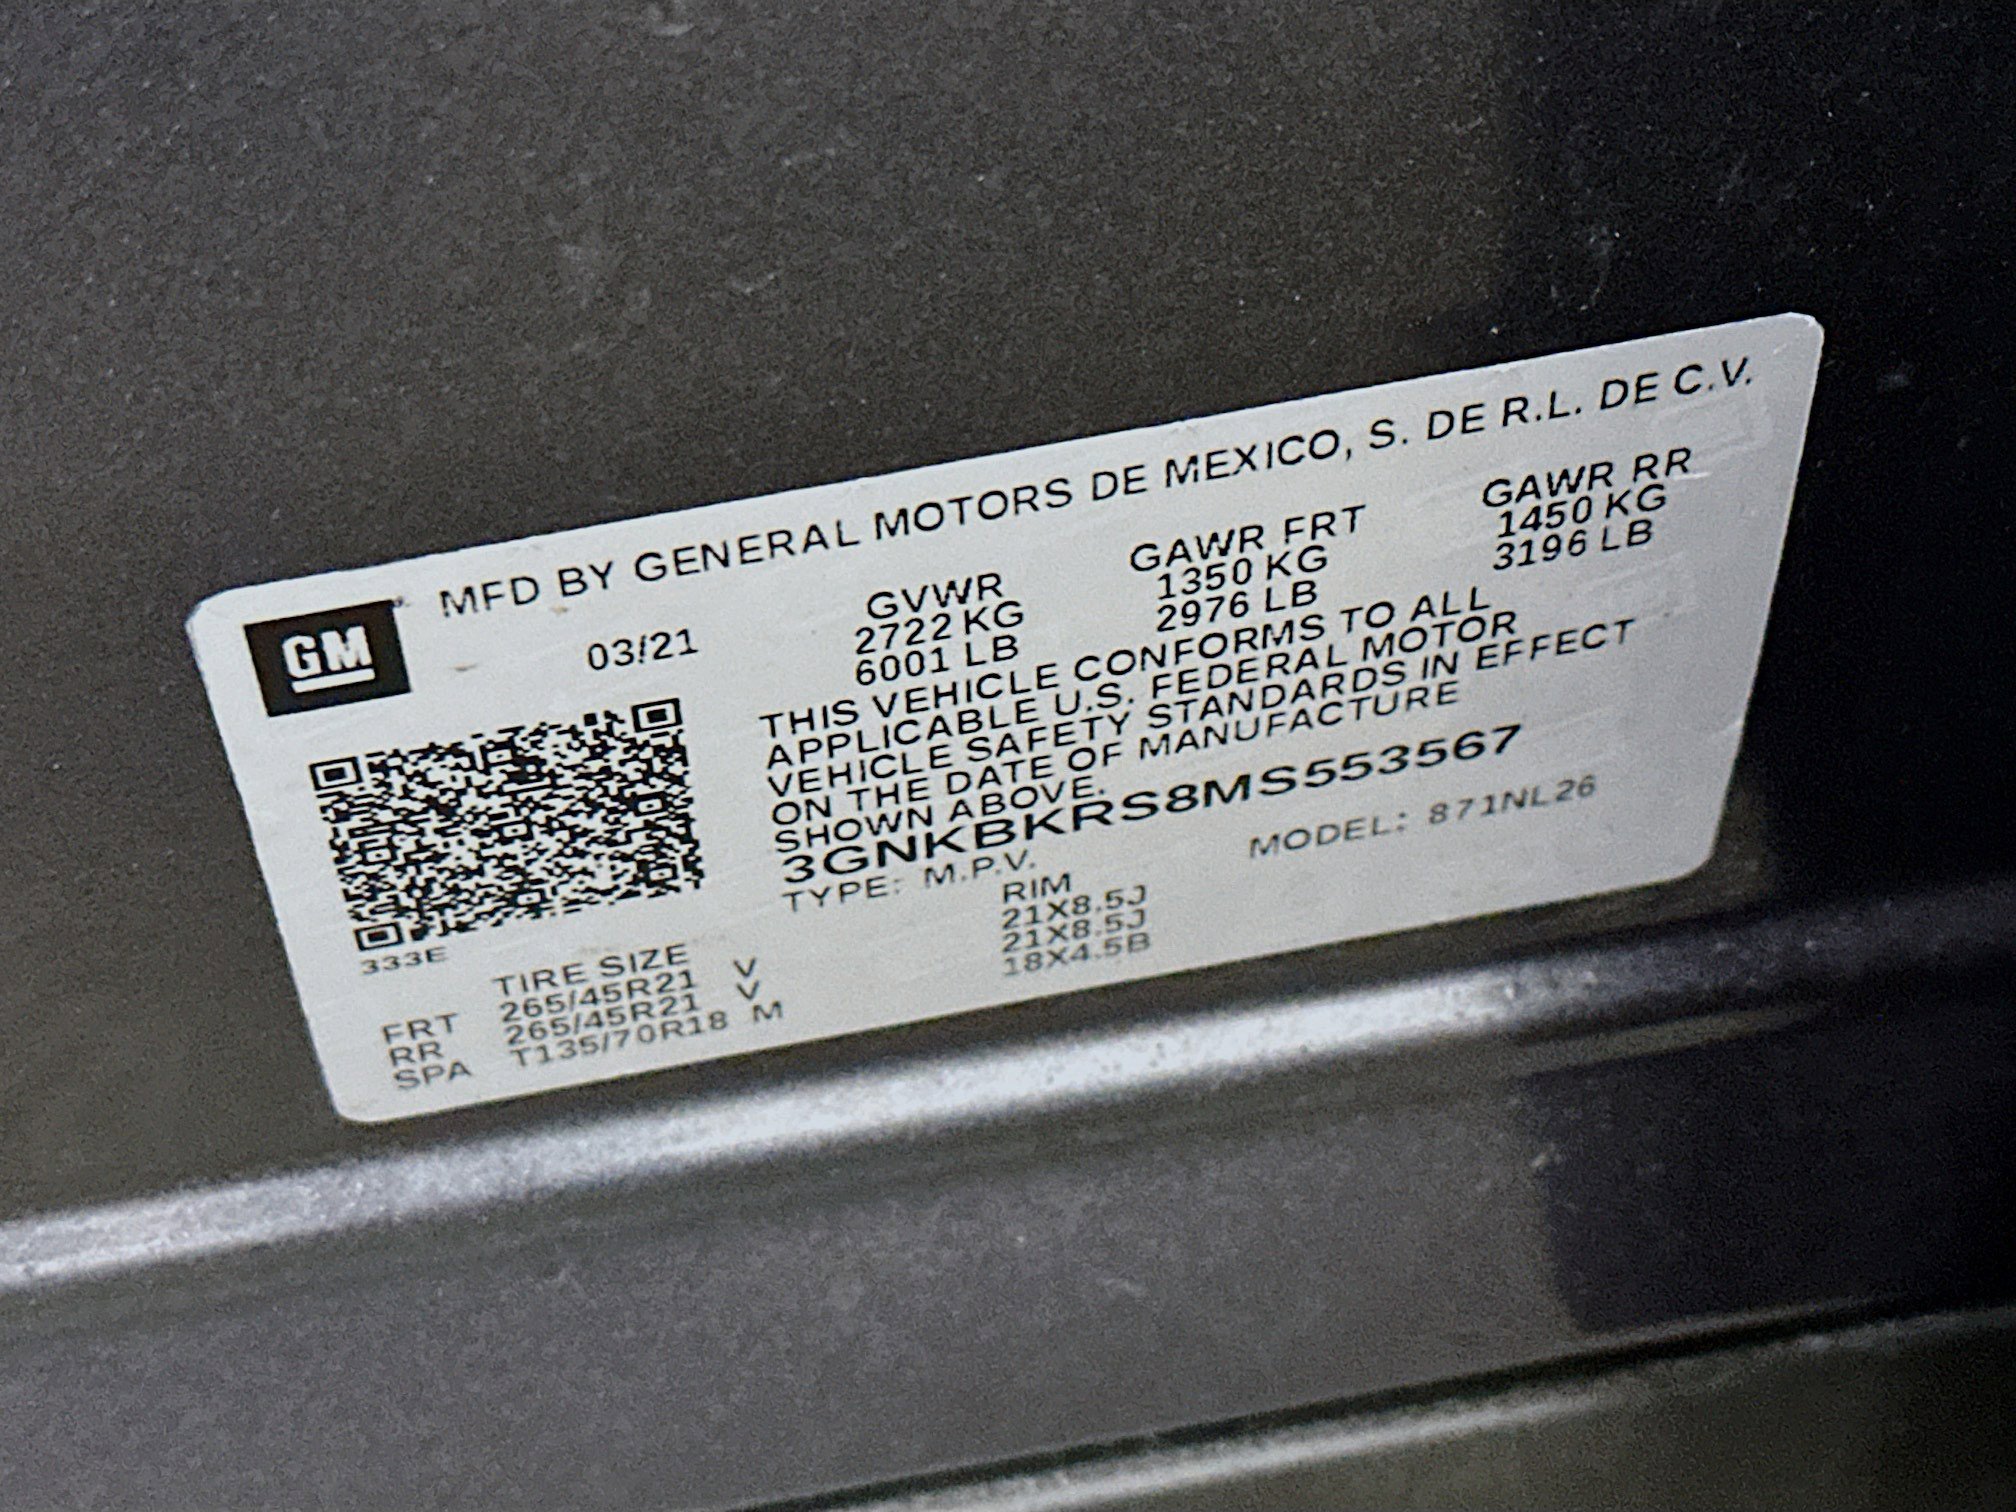 GM
MFD BY GENERAL MOTORS DE MEXICO, S. DE R.L. DE C.V.
03/21
GVWR GAWR FRT GAWR RR
2722 KG 1350 KG 1450 KG
6001 LB 2976 LB 3196 LB
THIS VEHICLE CONFORMS TO ALL
APPLICABLE U.S. FEDERAL MOTOR
VEHICLE SAFETY STANDARDS IN EFFECT
ON THE DATE OF MANUFACTURE
SHOWN ABOVE.
3GNKBKRS8MS553567
TYPE: M.P.V. MODEL: 871NL26
333E
TIRE SIZE RIM
FRT 265/45R21 V 21X8.5J
RR 265/45R21 V 21X8.5J
SPA T135/70R18 M 18X4.5B